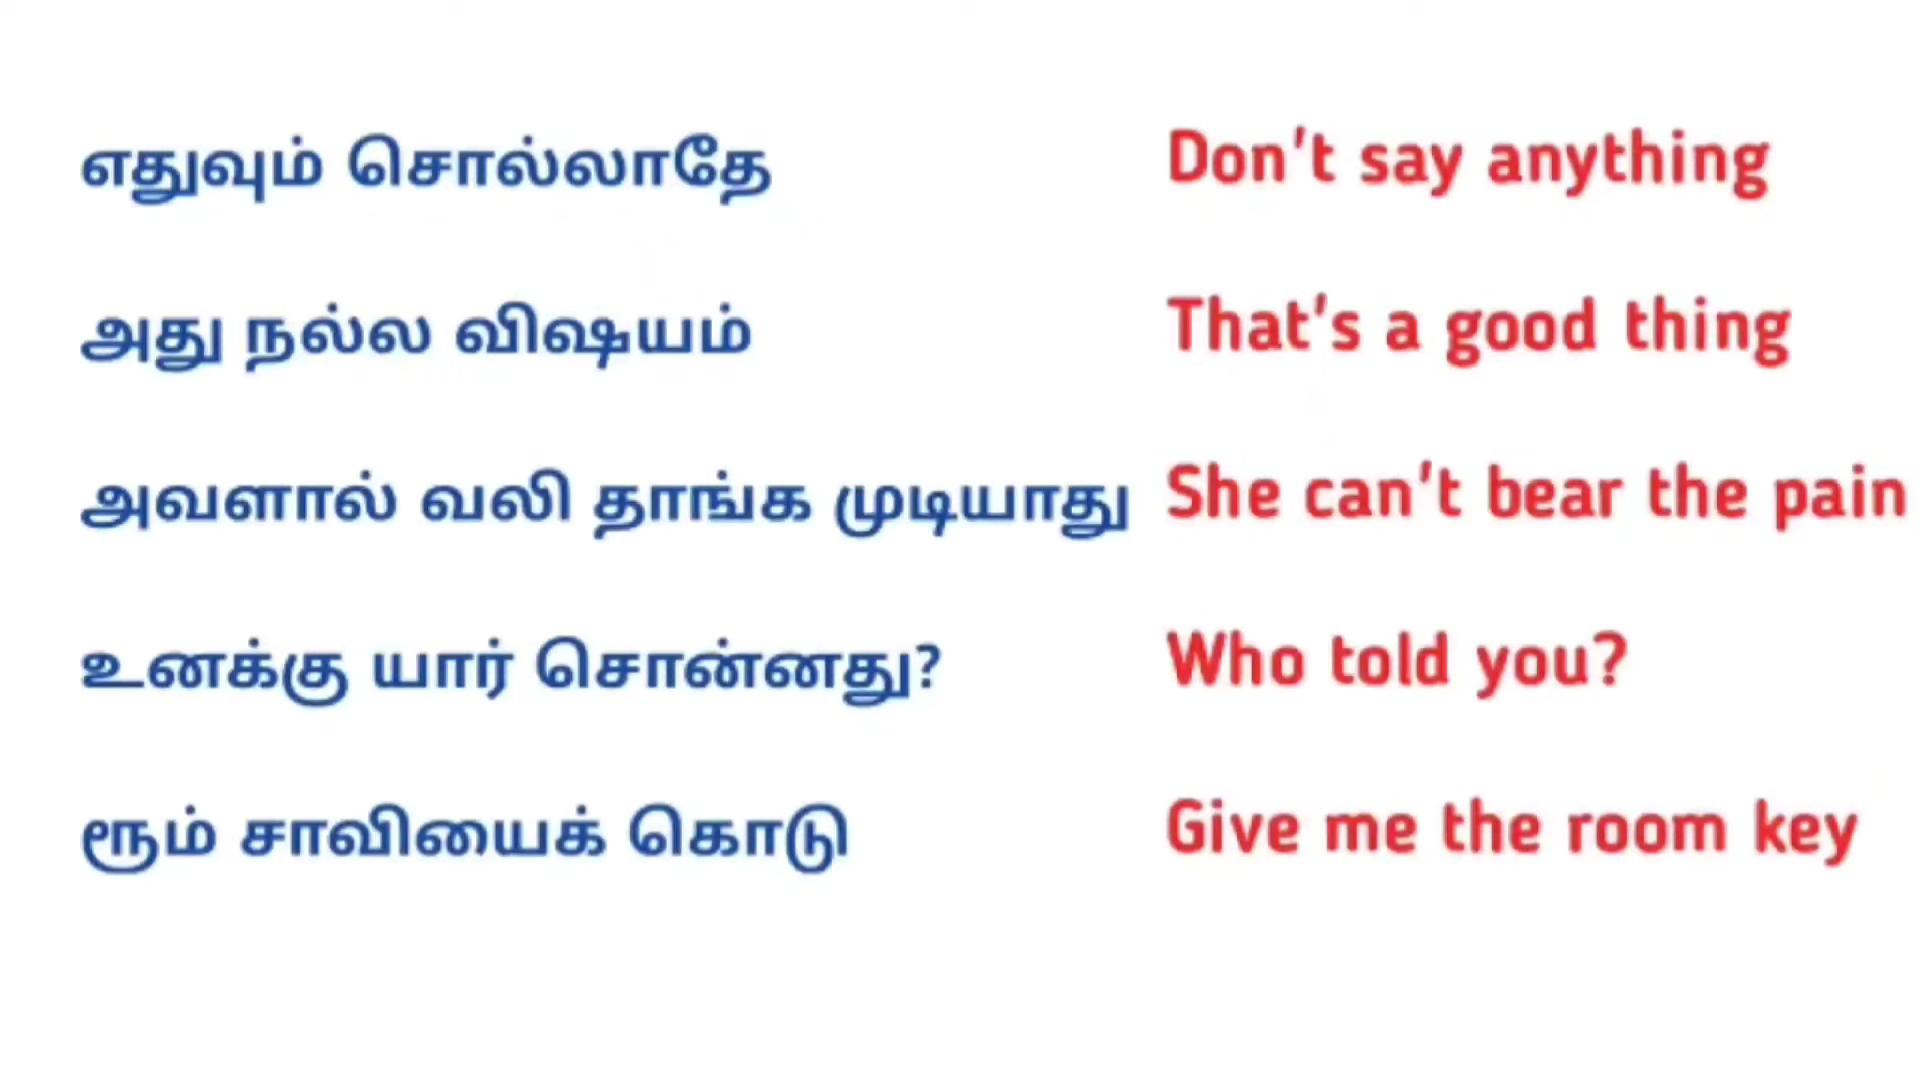 எதுவும் சொல்லாதே Don't say anything
அது நல்ல விஷயம் That's a good thing
அவளால் வலி தாங்க முடியாது She can't bear the pain
உனக்கு யார் சொன்னது? Who told you?
ரூம் சாவியைக் கொடு Give me the room key